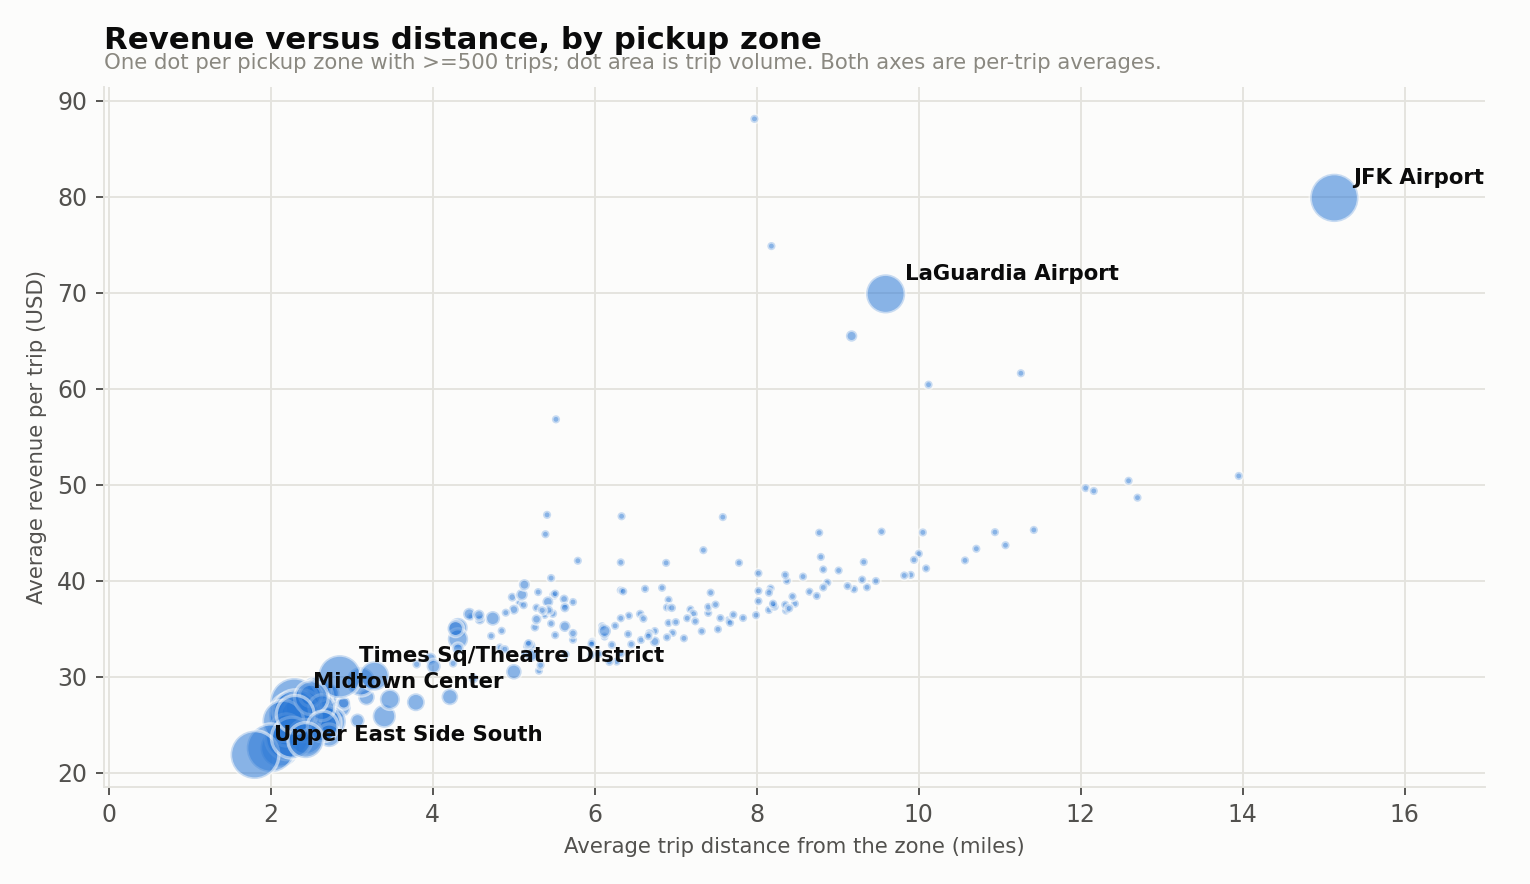 Revenue versus distance, by pickup zone
One dot per pickup zone with >=500 trips; dot area is trip volume. Both axes are per-trip averages.
90
80
70
60
50
40
30
20
Average revenue per trip (USD)
JFK Airport
LaGuardia Airport
Times Sq/Theatre District
Midtown Center
Upper East Side South
0 2 4 6 8 10 12 14 16
Average trip distance from the zone (miles)